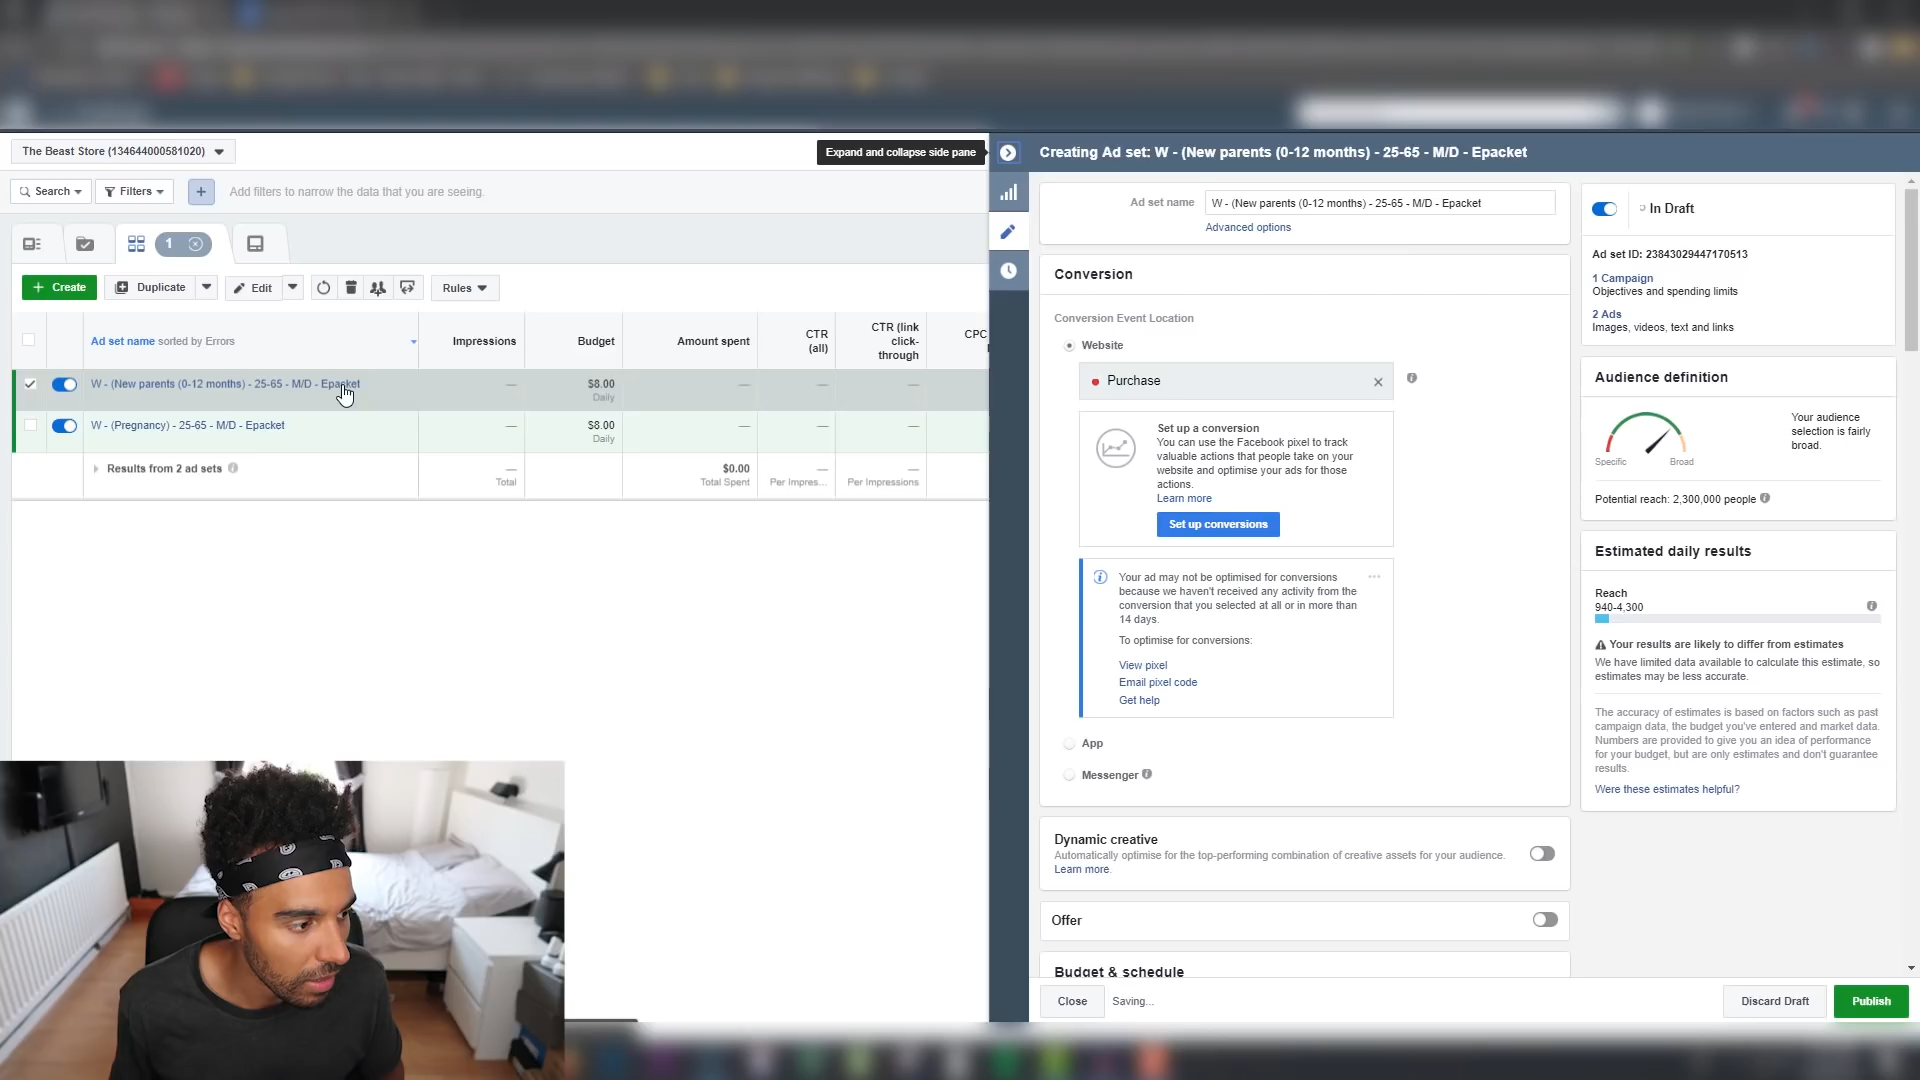 The Beast Store (134644000581020)
Expand and collapse side pane
Creating Ad set: W - (New parents (0-12 months) - 25-65 - M/D - Epacket
Search
Filters
+
Add filters to narrow the data that you are seeing.
1
+ Create
Duplicate
Edit
Rules
Ad set name sorted by Errors
Impressions
Budget
Amount spent
CTR
(all)
CTR (link
click-
through
CPC
W - (New parents (0-12 months) - 25-65 - M/D - Epacket
—
$8.00
Daily
—
—
—
W - (Pregnancy) - 25-65 - M/D - Epacket
—
$8.00
Daily
—
—
—
Results from 2 ad sets
—
Total
$0.00
Total Spent
—
Per Impres...
—
Per Impressions
Ad set name
W - (New parents (0-12 months) - 25-65 - M/D - Epacket
Advanced options
Conversion
Conversion Event Location
Website
Purchase
Set up a conversion
You can use the Facebook pixel to track
valuable actions that people take on your
website and optimise your ads for those
actions.
Learn more
Set up conversions
Your ad may not be optimised for conversions
because we haven't received any activity from the
conversion that you selected at all or in more than
14 days.
To optimise for conversions:
View pixel
Email pixel code
Get help
App
Messenger
Dynamic creative
Automatically optimise for the top-performing combination of creative assets for your audience.
Learn more
Offer
Budget & schedule
Close
Saving...
Discard Draft
Publish
In Draft
Ad set ID: 23843029447170513
1 Campaign
Objectives and spending limits
2 Ads
Images, videos, text and links
Audience definition
Specific
Broad
Your audience
selection is fairly
broad.
Potential reach: 2,300,000 people
Estimated daily results
Reach
940-4,300
Your results are likely to differ from estimates
We have limited data available to calculate this estimate, so
estimates may be less accurate.
The accuracy of estimates is based on factors such as past
campaign data, the budget you've entered and market data.
Numbers are provided to give you an idea of performance
for your budget, but are only estimates and don't guarantee
results.
Were these estimates helpful?